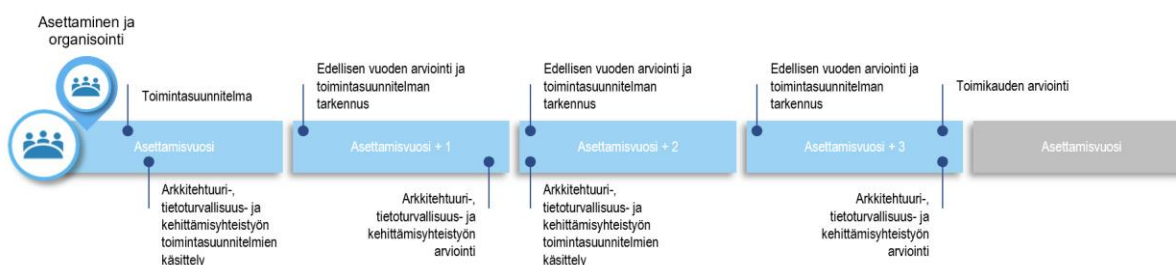 Asettaminen ja
organisointi
Toimintasuunnitelma
Edellisen vuoden arviointi ja
toimintasuunnitelman
tarkennus
Edellisen vuoden arviointi ja
toimintasuunnitelman
tarkennus
Edellisen vuoden arviointi ja
toimintasuunnitelman
tarkennus
Toimikauden arviointi
Asettamisvuosi
Asettamisvuosi + 1
Asettamisvuosi + 2
Asettamisvuosi + 3
Asettamisvuosi
Arkkitehtuuri-,
tietoturvallisuus- ja
kehittämisyhteistyön
toimintasuunnitelmien
käsittely
Arkkitehtuuri-,
tietoturvallisuus- ja
kehittämisyhteistyön
arviointi
Arkkitehtuuri-,
tietoturvallisuus- ja
kehittämisyhteistyön
toimintasuunnitelmien
käsittely
Arkkitehtuuri-,
tietoturvallisuus- ja
kehittämisyhteistyön
arviointi